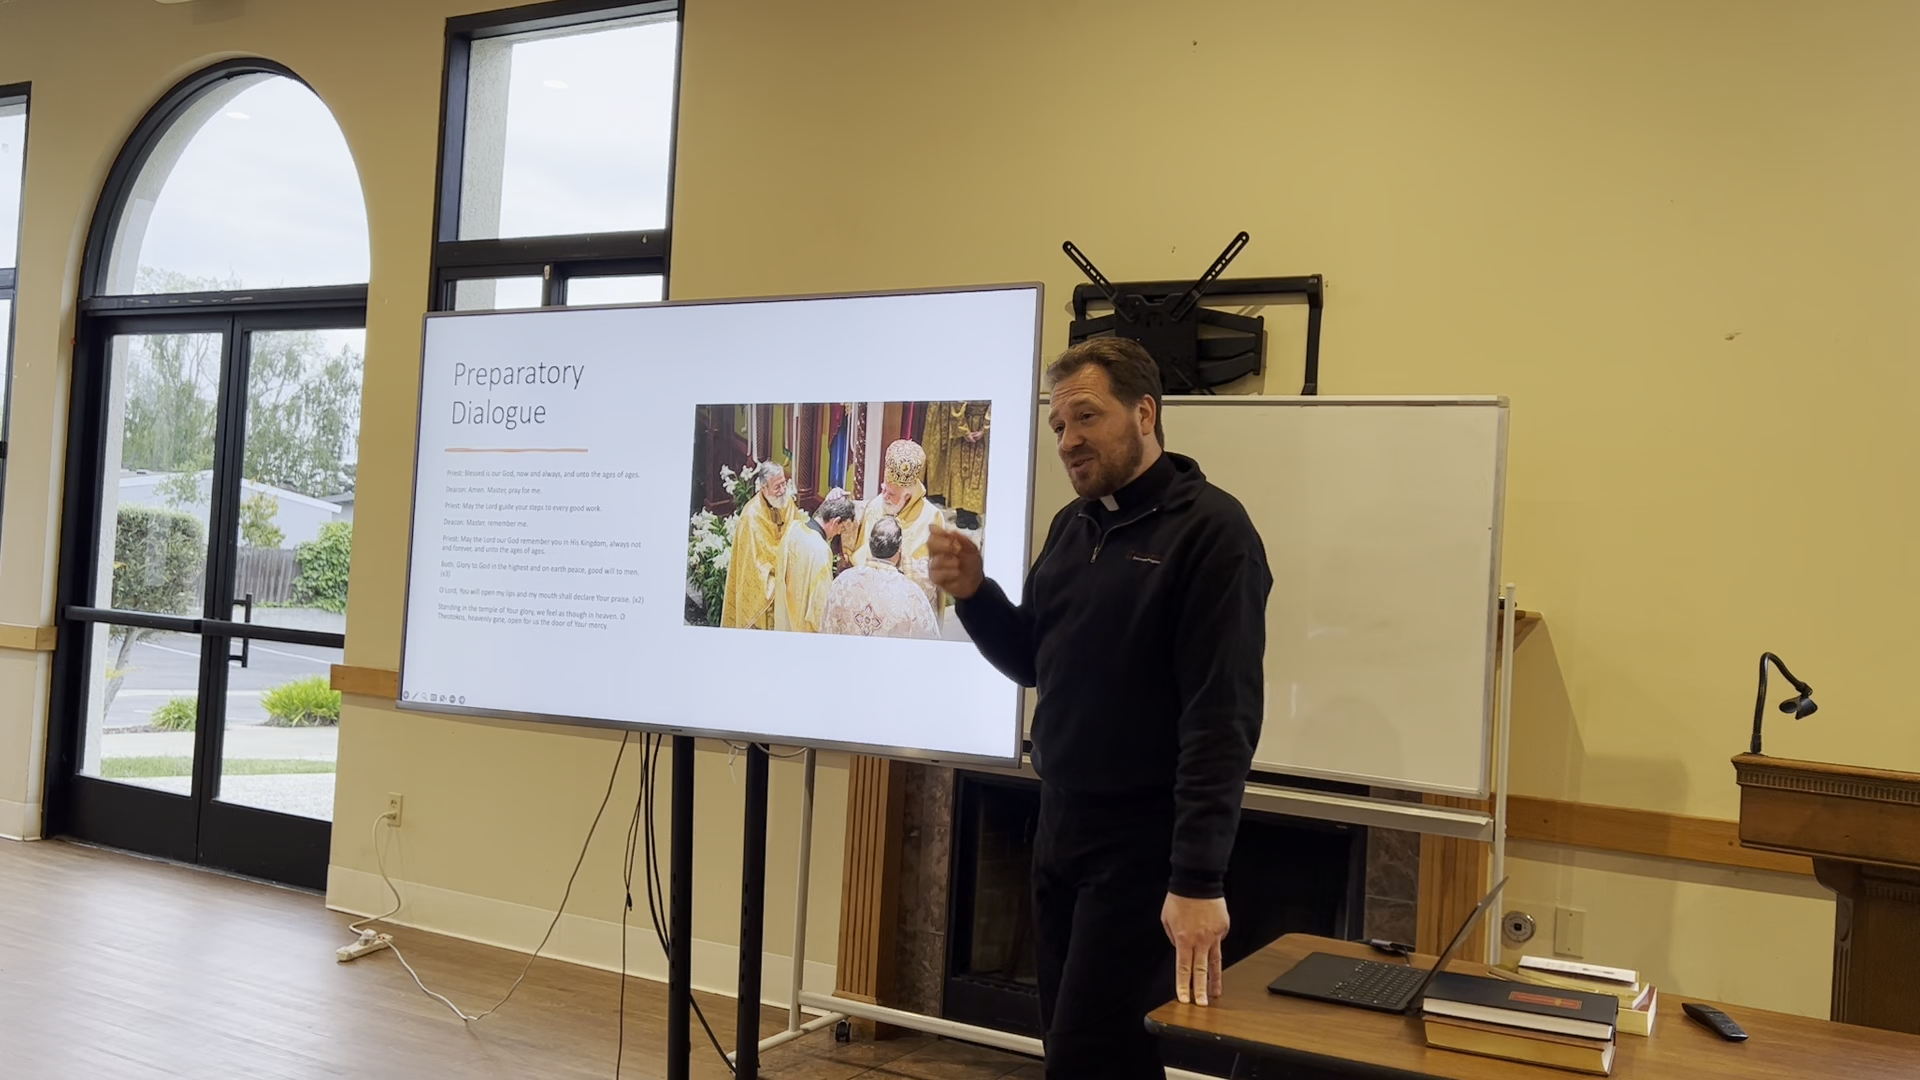 Preparatory
Dialogue
Priest: Blessed is our God, now and always, and unto the ages of ages.
Deacon: Amen. Master, pray for me.
Priest: May the Lord guide your steps to every good work.
Deacon: Master, remember me.
Priest: May the Lord our God remember you in His Kingdom, always now
and forever, and unto the ages of ages.
Both: Glory to God in the highest and on earth peace, good will to men.
(x3)
O Lord, You will open my lips and my mouth shall declare Your praise. (x2)
Standing in the temple of Your glory, we feel as though in heaven. O
Theotokos, heavenly gate, open for us the door of Your mercy.